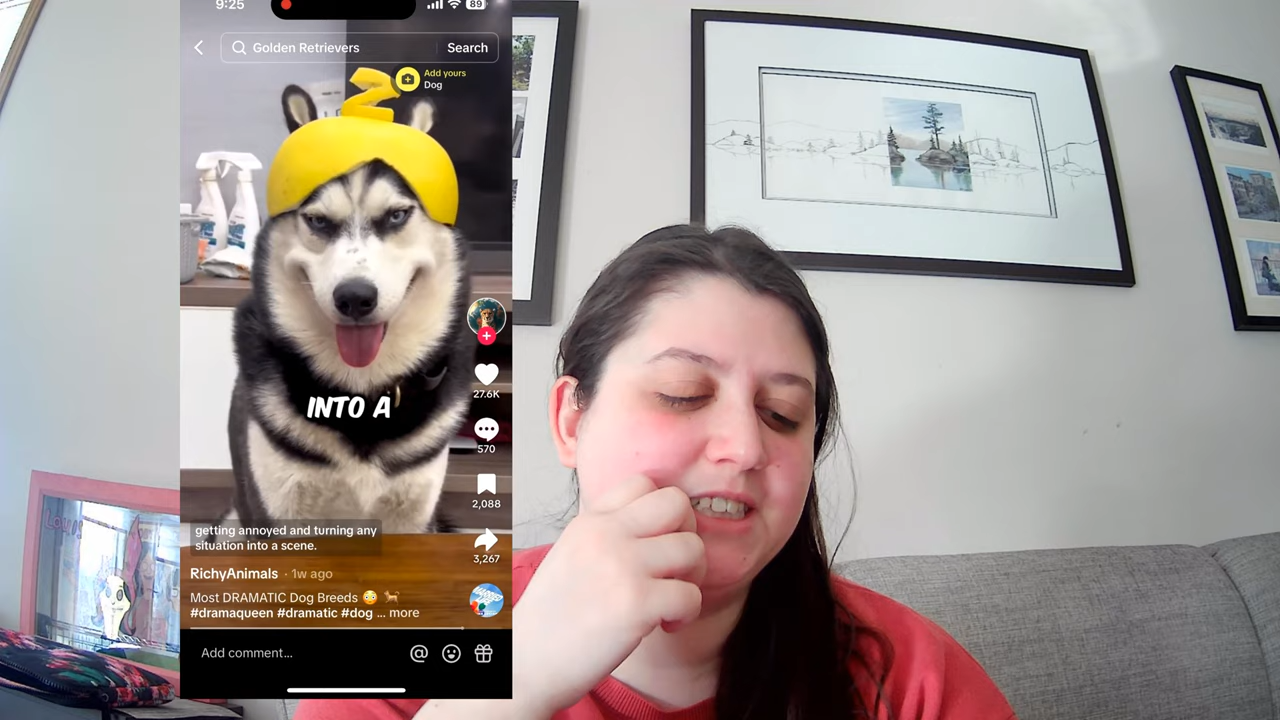 9:25
89
Golden Retrievers
Search
Add yours
Dog
INTO A
27.6K
570
2,088
3,267
getting annoyed and turning any
situation into a scene.
RichyAnimals · 1w ago
Most DRAMATIC Dog Breeds 😳 🐕
#dramaqueen #dramatic #dog ... more
Add comment...